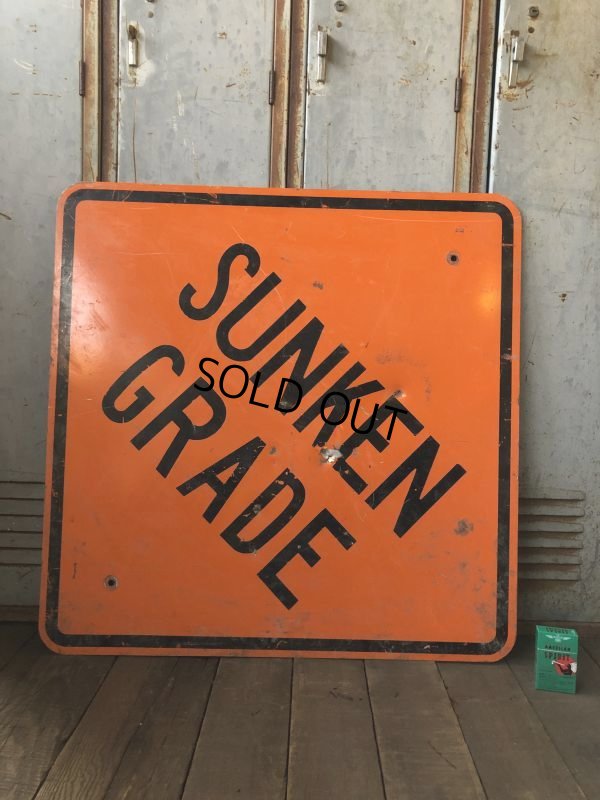 SUNKEN
GRADE
SOLD OUT
AMERICAN
SPIRIT